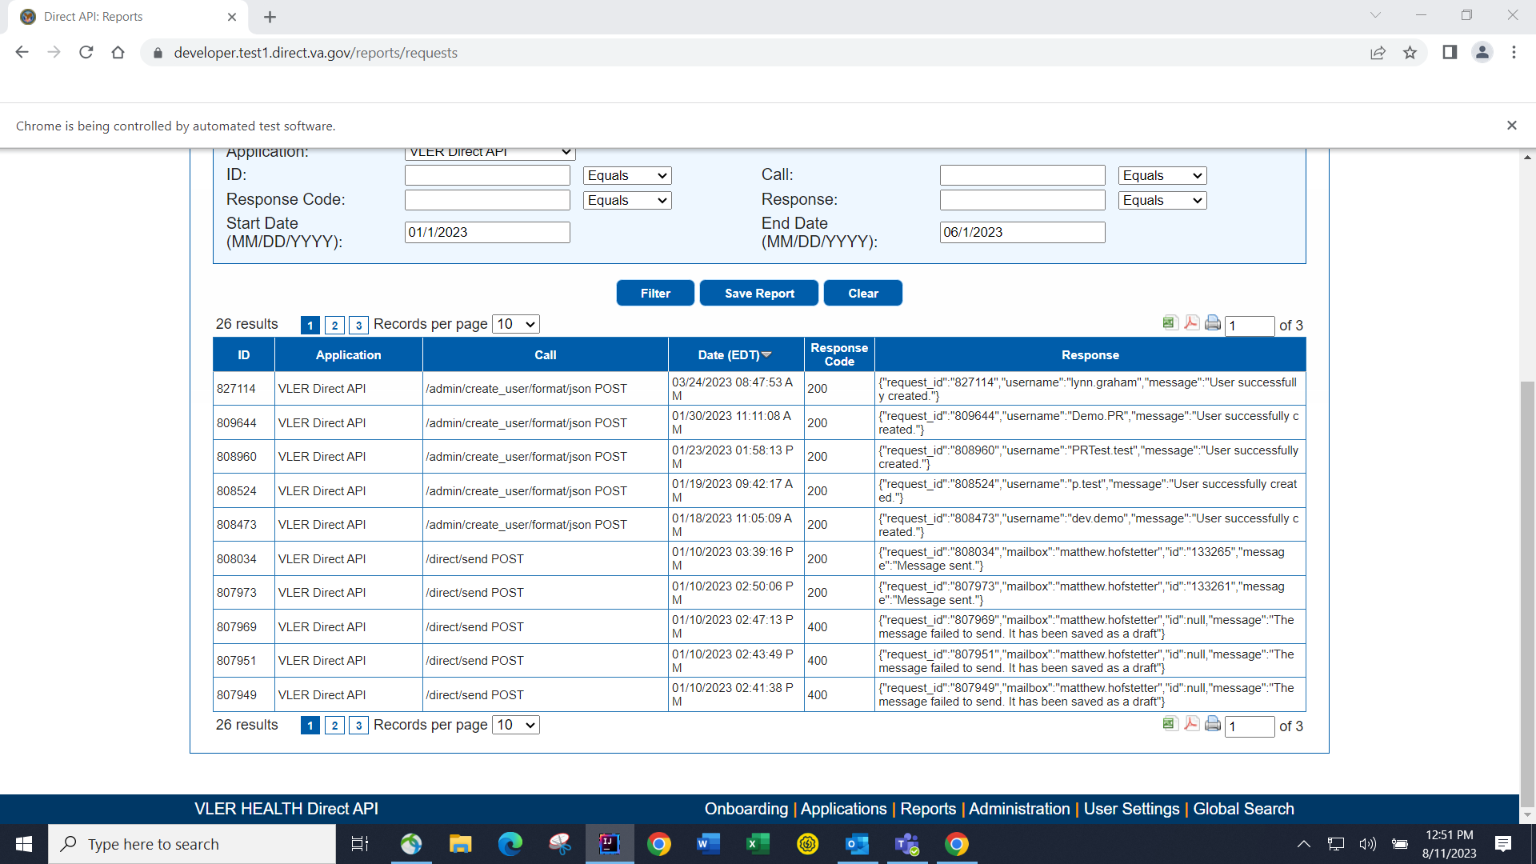 Direct API: Reports
developer.test1.direct.va.gov/reports/requests
Chrome is being controlled by automated test software.
Application: VLER Direct API
ID: Equals Call: Equals
Response Code: Equals Response: Equals
Start Date
(MM/DD/YYYY): 01/1/2023
End Date
(MM/DD/YYYY): 06/1/2023
Filter Save Report Clear
26 results 1 2 3 Records per page 10 1 of 3
ID Application Call Date (EDT) Response Code Response
827114 VLER Direct API /admin/create_user/format/json POST 03/24/2023 08:47:53 A
M 200 {"request_id":"827114","username":"lynn.graham","message":"User successfull
y created."}
809644 VLER Direct API /admin/create_user/format/json POST 01/30/2023 11:11:08 A
M 200 {"request_id":"809644","username":"Demo.PR","message":"User successfully c
reated."}
808960 VLER Direct API /admin/create_user/format/json POST 01/23/2023 01:58:13 P
M 200 {"request_id":"808960","username":"PRTest.test","message":"User successfully
created."}
808524 VLER Direct API /admin/create_user/format/json POST 01/19/2023 09:42:17 A
M 200 {"request_id":"808524","username":"p.test","message":"User successfully creat
ed."}
808473 VLER Direct API /admin/create_user/format/json POST 01/18/2023 11:05:09 A
M 200 {"request_id":"808473","username":"dev.demo","message":"User successfully c
reated."}
808034 VLER Direct API /direct/send POST 01/10/2023 03:39:16 P
M 200 {"request_id":"808034","mailbox":"matthew.hofstetter","id":"133265","messag
e":"Message sent."}
807973 VLER Direct API /direct/send POST 01/10/2023 02:50:06 P
M 200 {"request_id":"807973","mailbox":"matthew.hofstetter","id":"133261","messag
e":"Message sent."}
807969 VLER Direct API /direct/send POST 01/10/2023 02:47:13 P
M 400 {"request_id":"807969","mailbox":"matthew.hofstetter","id":null,"message":"The
message failed to send. It has been saved as a draft"}
807951 VLER Direct API /direct/send POST 01/10/2023 02:43:49 P
M 400 {"request_id":"807951","mailbox":"matthew.hofstetter","id":null,"message":"The
message failed to send. It has been saved as a draft"}
807949 VLER Direct API /direct/send POST 01/10/2023 02:41:38 P
M 400 {"request_id":"807949","mailbox":"matthew.hofstetter","id":null,"message":"The
message failed to send. It has been saved as a draft"}
26 results 1 2 3 Records per page 10 1 of 3
VLER HEALTH Direct API Onboarding | Applications | Reports | Administration | User Settings | Global Search
Type here to search
12:51 PM
8/11/2023